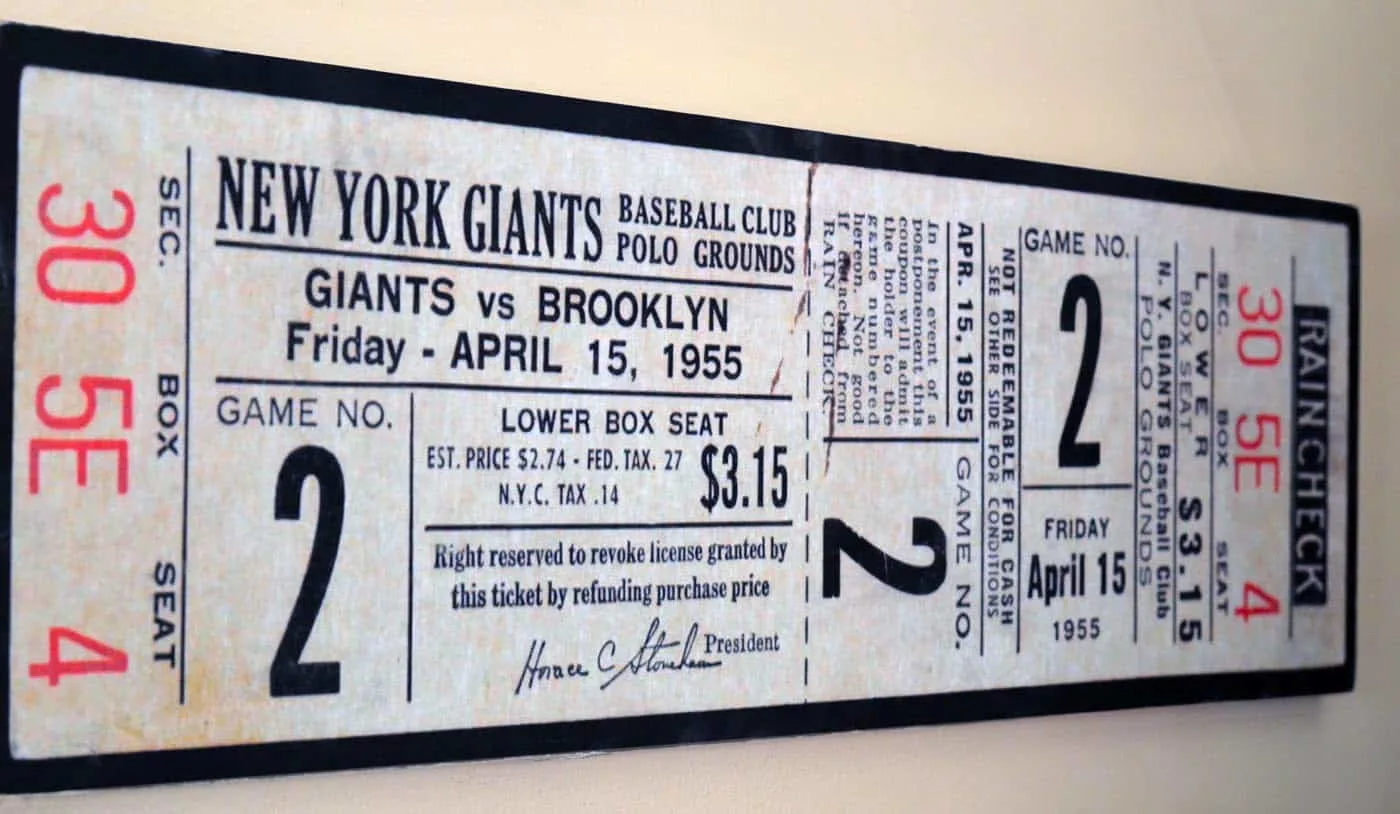 SEC. BOX SEAT
30 5E 4
NEW YORK GIANTS BASEBALL CLUB
POLO GROUNDS
GIANTS vs BROOKLYN
Friday - APRIL 15, 1955
GAME NO.
2
LOWER BOX SEAT
EST. PRICE $2.74 - FED. TAX. 27
N.Y.C. TAX .14
$3.15
Right reserved to revoke license granted by
this ticket by refunding purchase price
Horace C Stoneham President
APR. 15, 1955
In the event of a
postponement this
coupon will admit
the holder to the
game numbered
hereon. Not good
if detached from
RAIN CHECK.
GAME NO.
2
NOT REDEEMABLE FOR CASH
SEE OTHER SIDE FOR CONDITIONS
GAME NO.
2
FRIDAY
April 15
1955
RAIN CHECK
30 5E 4
SEC. BOX SEAT
LOWER $3.15
BOX SEAT
N. Y. GIANTS Baseball Club
POLO GROUNDS